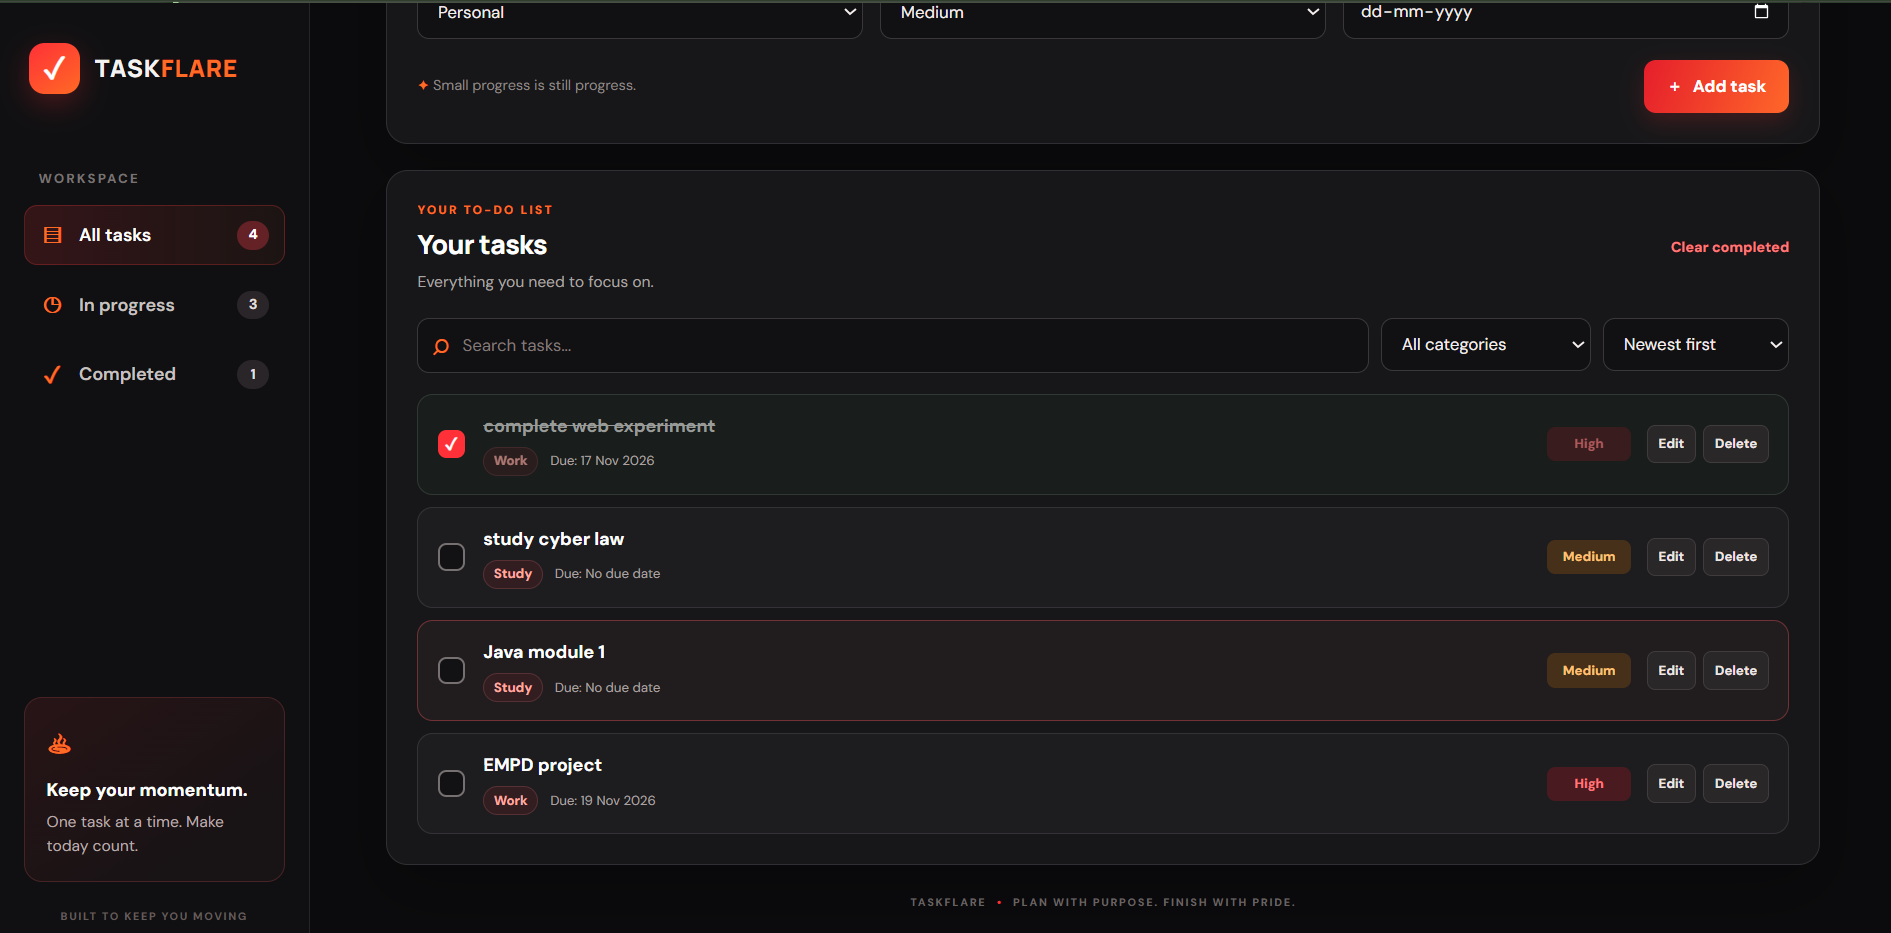 TASKFLARE
WORKSPACE
All tasks 4
In progress 3
Completed 1
Keep your momentum.
One task at a time. Make
today count.
BUILT TO KEEP YOU MOVING
Personal Medium dd-mm-yyyy
✦ Small progress is still progress.
+ Add task
YOUR TO-DO LIST
Your tasks
Clear completed
Everything you need to focus on.
Search tasks... All categories Newest first
complete web experiment
Work Due: 17 Nov 2026
High Edit Delete
study cyber law
Study Due: No due date
Medium Edit Delete
Java module 1
Study Due: No due date
Medium Edit Delete
EMPD project
Work Due: 19 Nov 2026
High Edit Delete
TASKFLARE • PLAN WITH PURPOSE. FINISH WITH PRIDE.